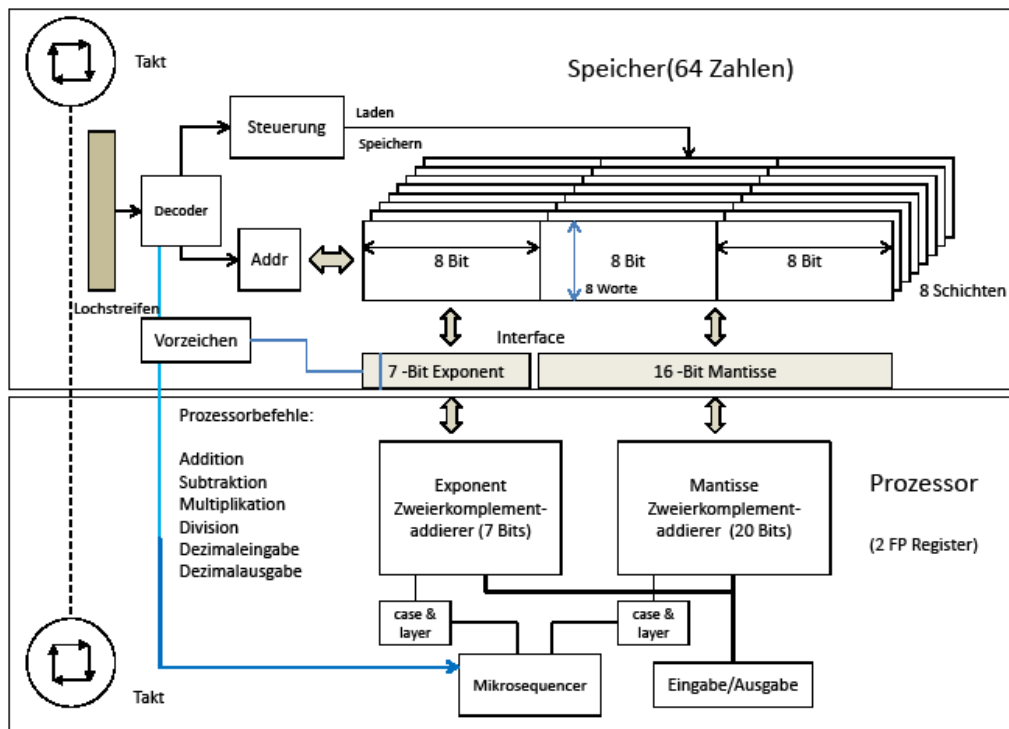 Takt
Speicher(64 Zahlen)
Steuerung
Laden
Speichern
Decoder
Addr
8 Bit
8 Bit
8 Bit
8 Worte
8 Schichten
Lochstreifen
Vorzeichen
Interface
7 -Bit Exponent
16 -Bit Mantisse
Prozessorbefehle:
Addition
Subtraktion
Multiplikation
Division
Dezimaleingabe
Dezimalausgabe
Exponent
Zweierkomplement-
addierer (7 Bits)
Mantisse
Zweierkomplement-
addierer (20 Bits)
Prozessor
(2 FP Register)
case &
layer
case &
layer
Mikrosequencer
Eingabe/Ausgabe
Takt